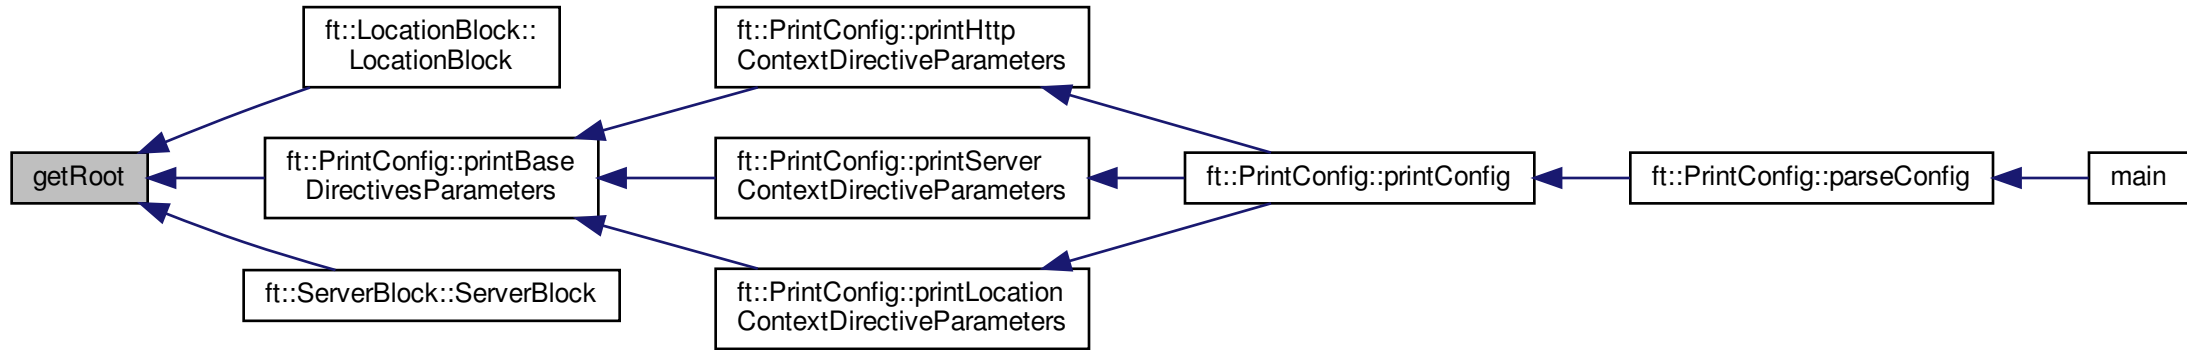 getRoot
ft::LocationBlock::
LocationBlock
ft::PrintConfig::printBase
DirectivesParameters
ft::ServerBlock::ServerBlock
ft::PrintConfig::printHttp
ContextDirectiveParameters
ft::PrintConfig::printServer
ContextDirectiveParameters
ft::PrintConfig::printLocation
ContextDirectiveParameters
ft::PrintConfig::printConfig
ft::PrintConfig::parseConfig
main